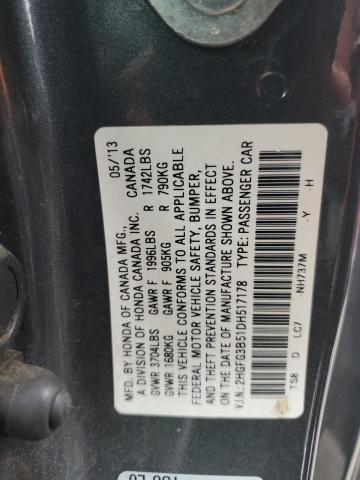 MFD. BY HONDA OF CANADA MFG., 05/'13
A DIVISION OF HONDA CANADA INC. CANADA
GVWR 3704LBS GAWR F 1996LBS R 1742LBS
GVWR 1680KG GAWR F 905KG R 790KG
THIS VEHICLE CONFORMS TO ALL APPLICABLE
FEDERAL MOTOR VEHICLE SAFETY, BUMPER,
AND THEFT PREVENTION STANDARDS IN EFFECT
ON THE DATE OF MANUFACTURE SHOWN ABOVE.
V.I.N.: 2HGFG3B51DH517178 TYPE: PASSENGER CAR
TS8 D LC7 NH737M -Y -H